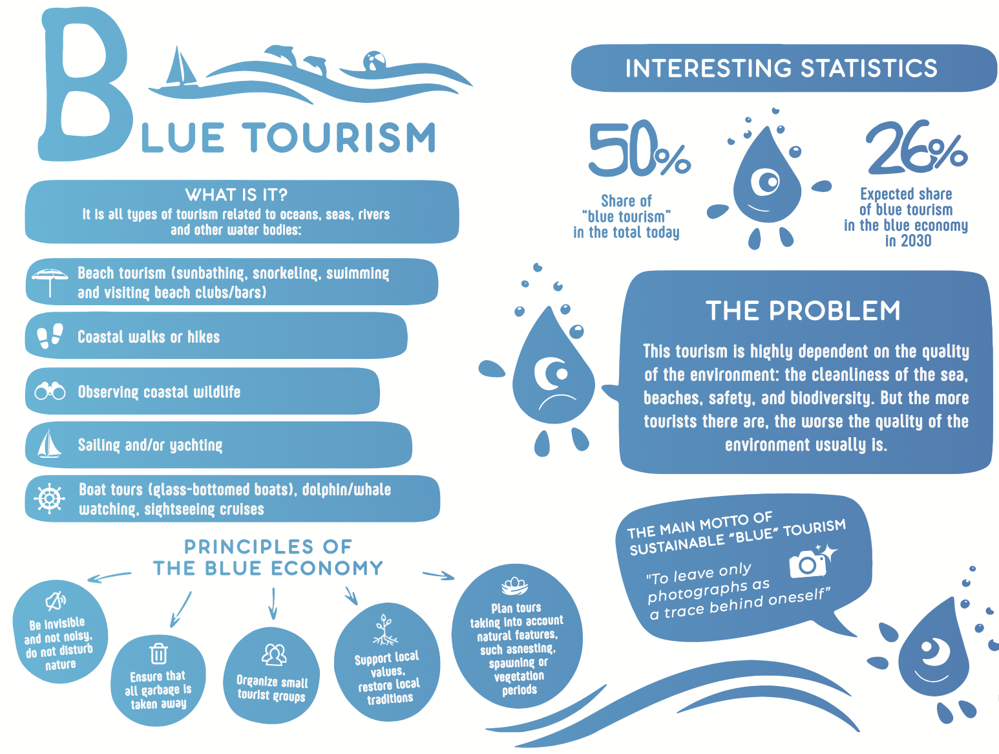 BLUE TOURISM
WHAT IS IT?
It is all types of tourism related to oceans, seas, rivers
and other water bodies:
Beach tourism (sunbathing, snorkeling, swimming
and visiting beach clubs/bars)
Coastal walks or hikes
Observing coastal wildlife
Sailing and/or yachting
Boat tours (glass-bottomed boats), dolphin/whale
watching, sightseeing cruises
PRINCIPLES OF
THE BLUE ECONOMY
Be invisible
and not noisy,
do not disturb
nature
Ensure that
all garbage is
taken away
Organize small
tourist groups
Support local
values,
restore local
traditions
Plan tours
taking into account
natural features,
such asnesting,
spawning or
vegetation
periods
INTERESTING STATISTICS
50%
Share of
“blue tourism”
in the total today
26%
Expected share
of blue tourism
in the blue economy
in 2030
THE PROBLEM
This tourism is highly dependent on the quality
of the environment: the cleanliness of the sea,
beaches, safety, and biodiversity. But the more
tourists there are, the worse the quality of the
environment usually is.
THE MAIN MOTTO OF
SUSTAINABLE “BLUE” TOURISM
"To leave only
photographs as
a trace behind oneself”